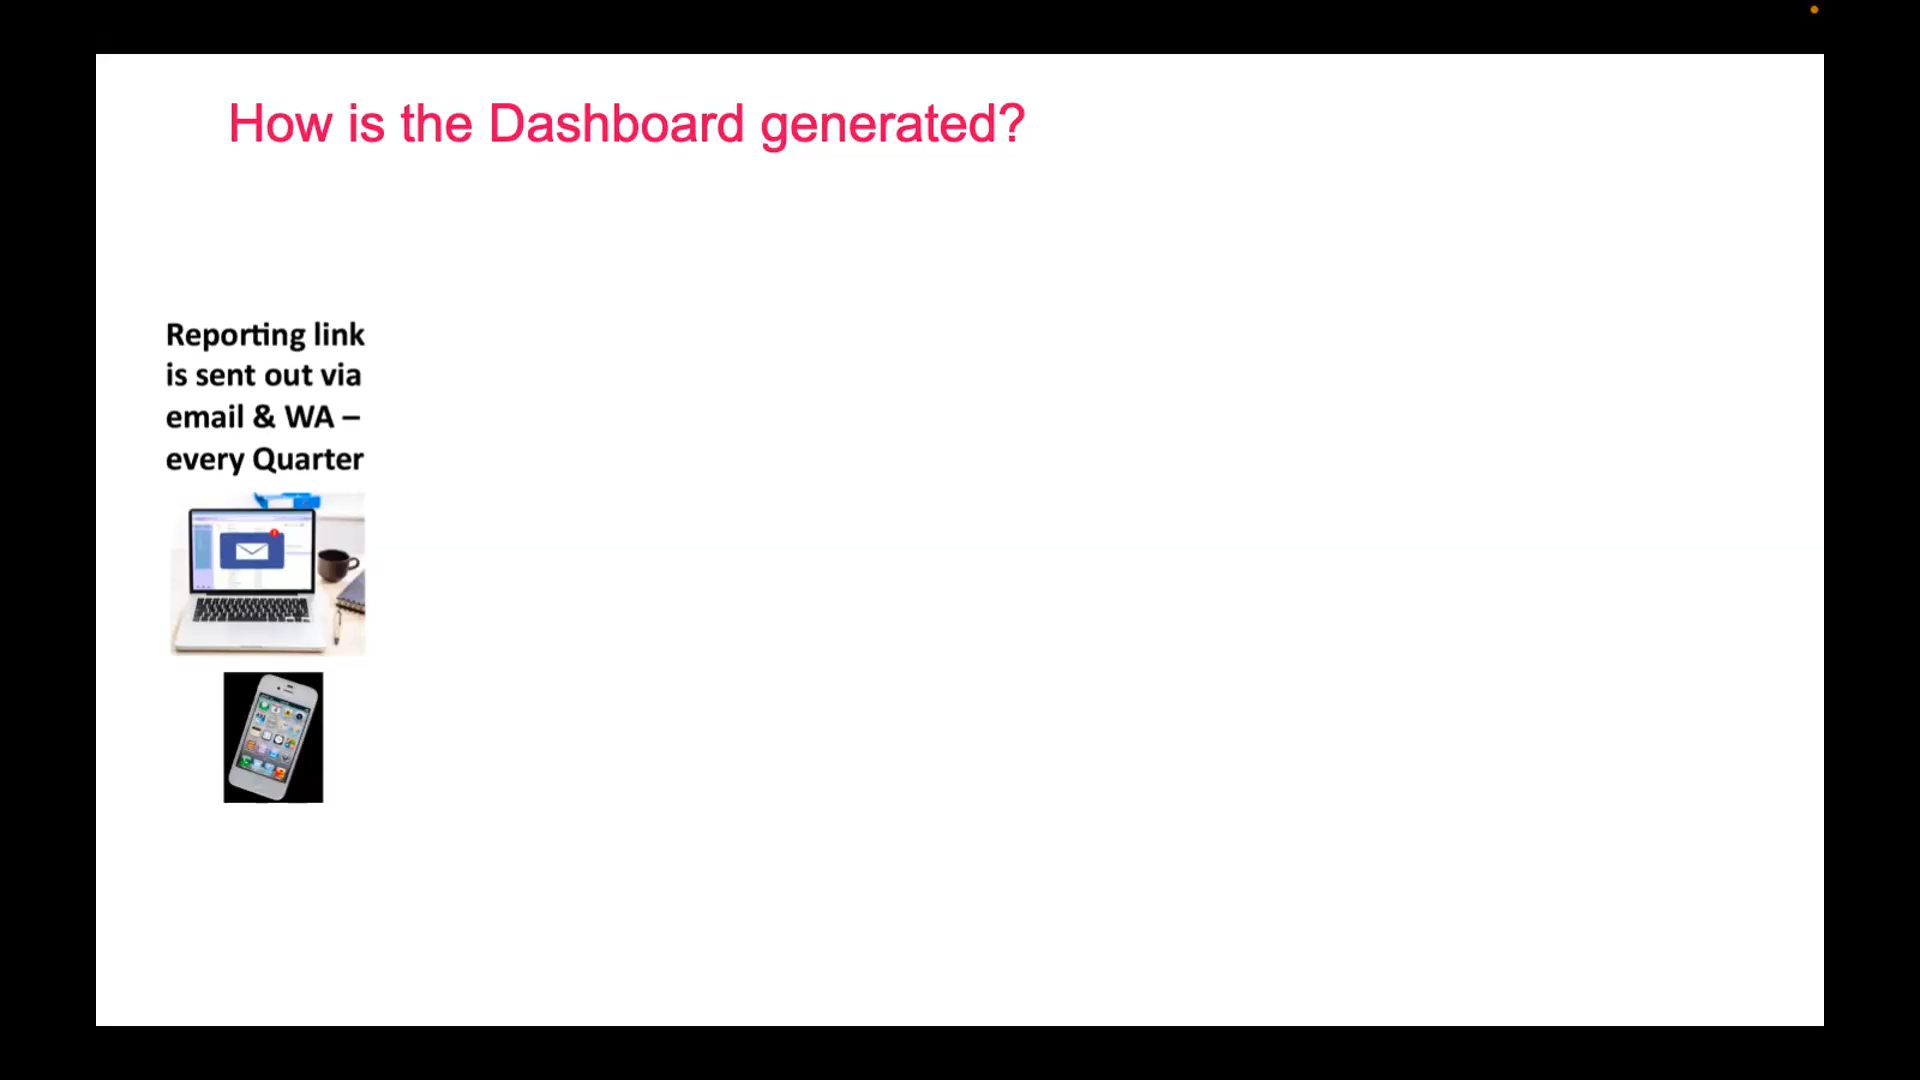 How is the Dashboard generated?
Reporting link
is sent out via
email & WA –
every Quarter